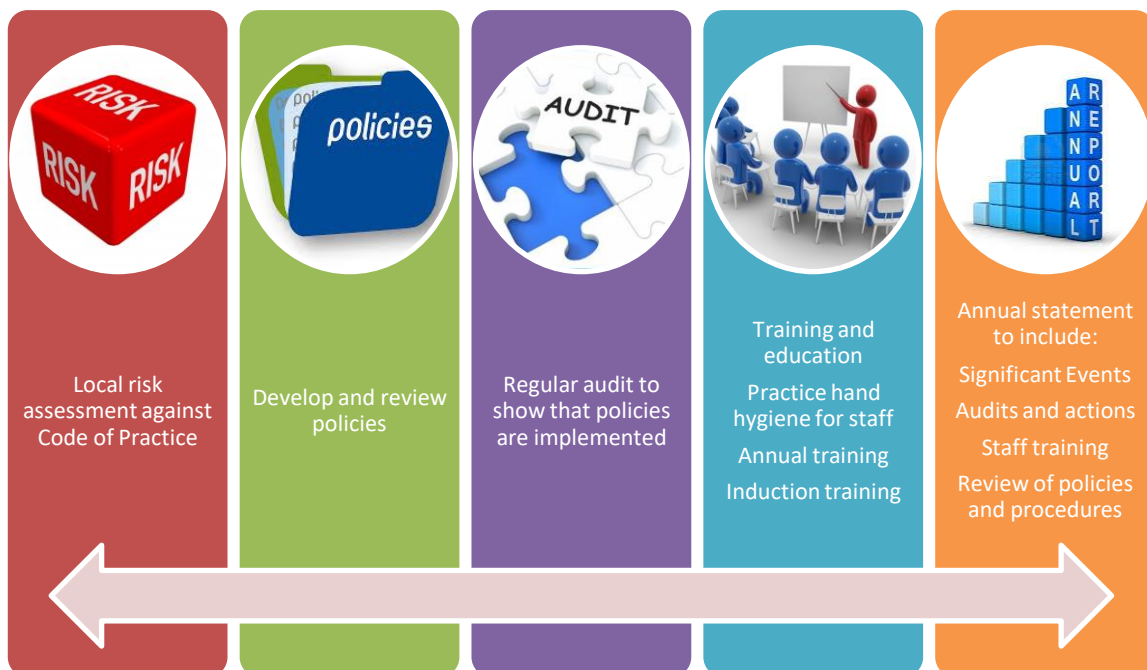 RISK
RISK
RISK
poli
policies
AUDIT
ANNUAL
REPORT
Local risk
assessment against
Code of Practice
Develop and review
policies
Regular audit to
show that policies
are implemented
Training and
education
Practice hand
hygiene for staff
Annual training
Induction training
Annual statement
to include:
Significant Events
Audits and actions
Staff training
Review of policies
and procedures